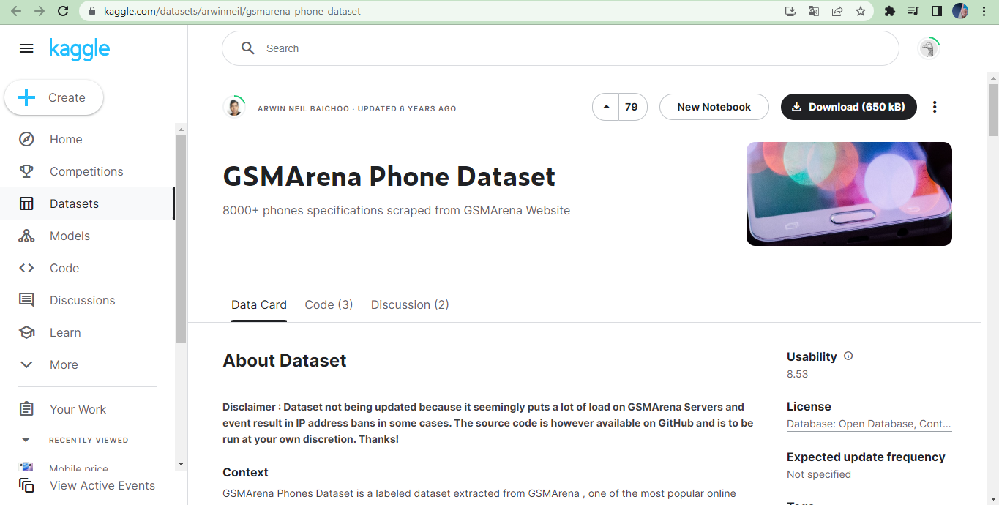 kaggle.com/datasets/arwinneil/gsmarena-phone-dataset
kaggle
Search
Create
Home
Competitions
Datasets
Models
Code
Discussions
Learn
More
Your Work
RECENTLY VIEWED
Mobile price
View Active Events
ARWIN NEIL BAICHOO · UPDATED 6 YEARS AGO
79
New Notebook
Download (650 kB)
GSMArena Phone Dataset
8000+ phones specifications scraped from GSMArena Website
Data Card
Code (3)
Discussion (2)
About Dataset
Disclaimer : Dataset not being updated because it seemingly puts a lot of load on GSMArena Servers and
event result in IP address bans in some cases. The source code is however available on GitHub and is to be
run at your own discretion. Thanks!
Context
GSMArena Phones Dataset is a labeled dataset extracted from GSMArena , one of the most popular online
Usability
8.53
License
Database: Open Database, Cont...
Expected update frequency
Not specified
Tags